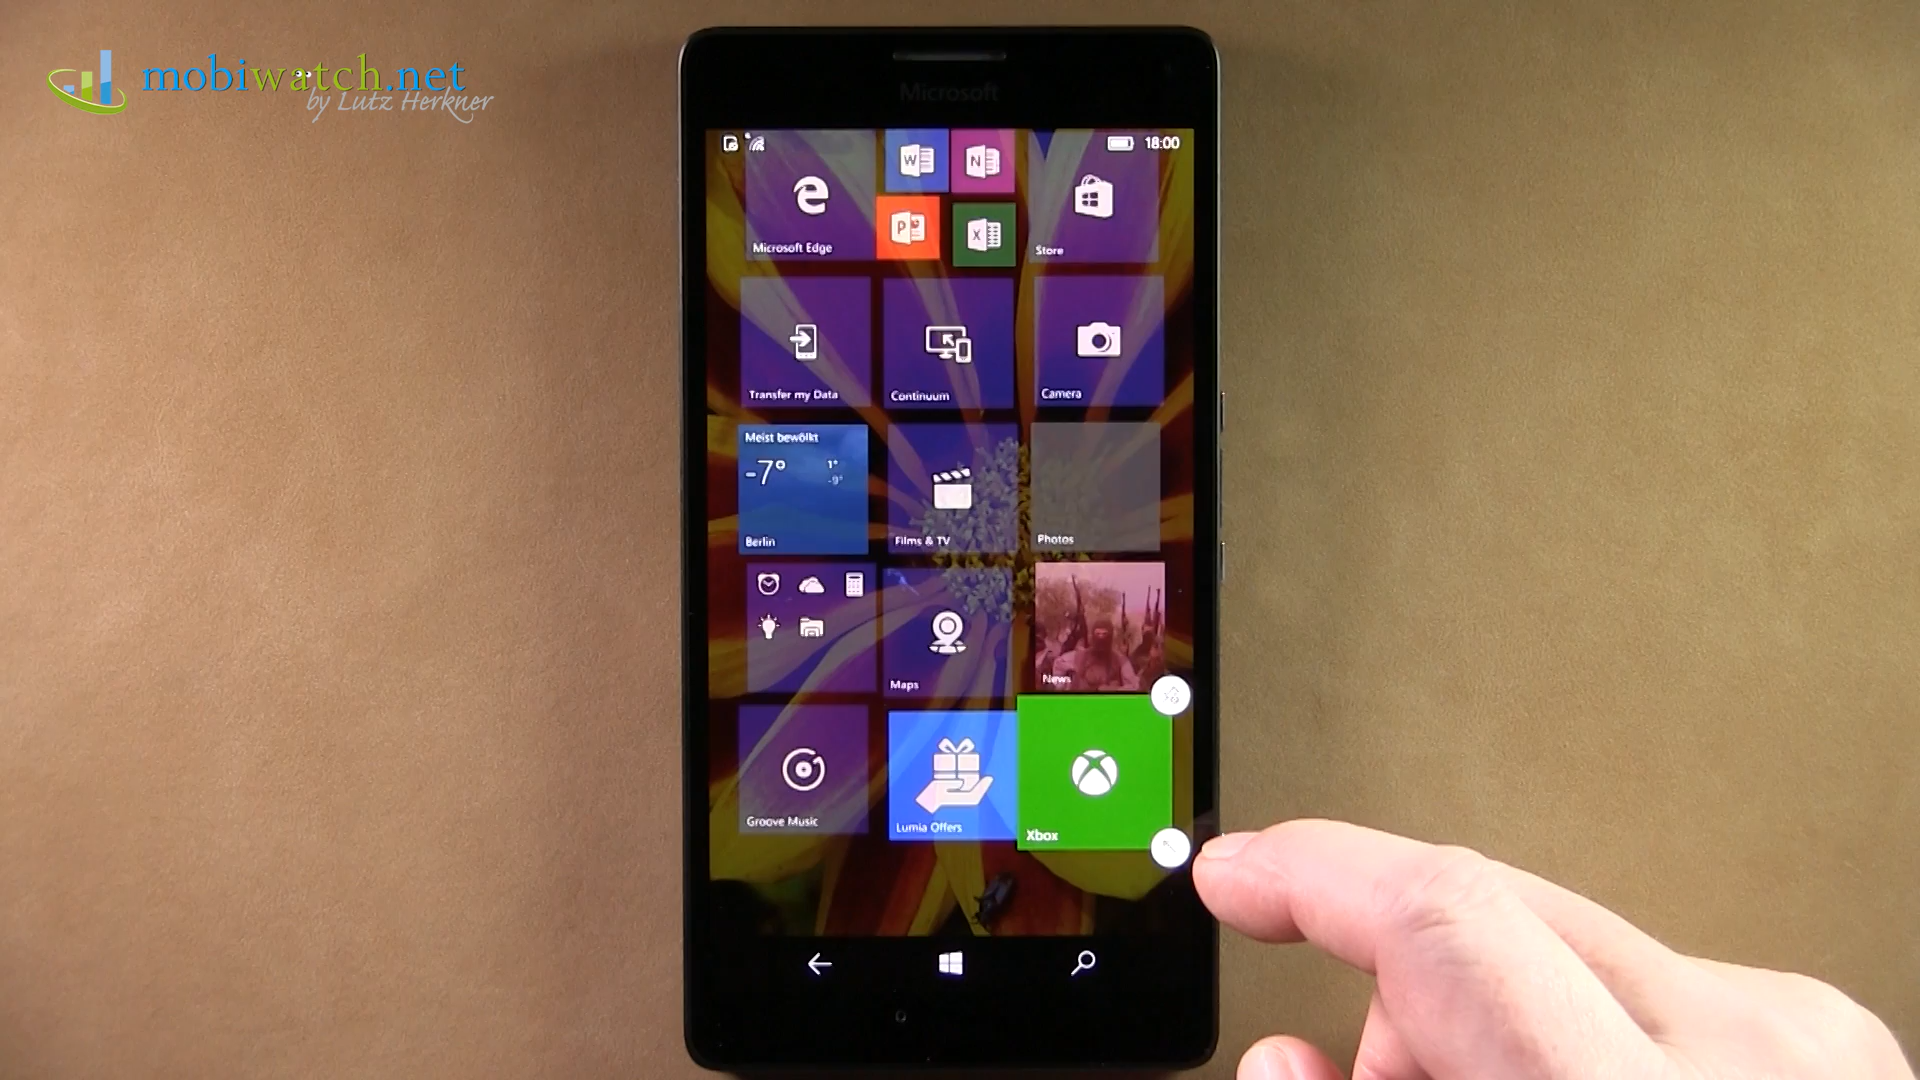 mobiwatch.net
by Lutz Herkner
Microsoft
18:00
W
N
Microsoft Edge
P
X
Store
Transfer my Data
Continuum
Camera
Meist bewölkt
-7°
1°
-9°
Berlin
Films & TV
Photos
Maps
News
Groove Music
Lumia Offers
Xbox